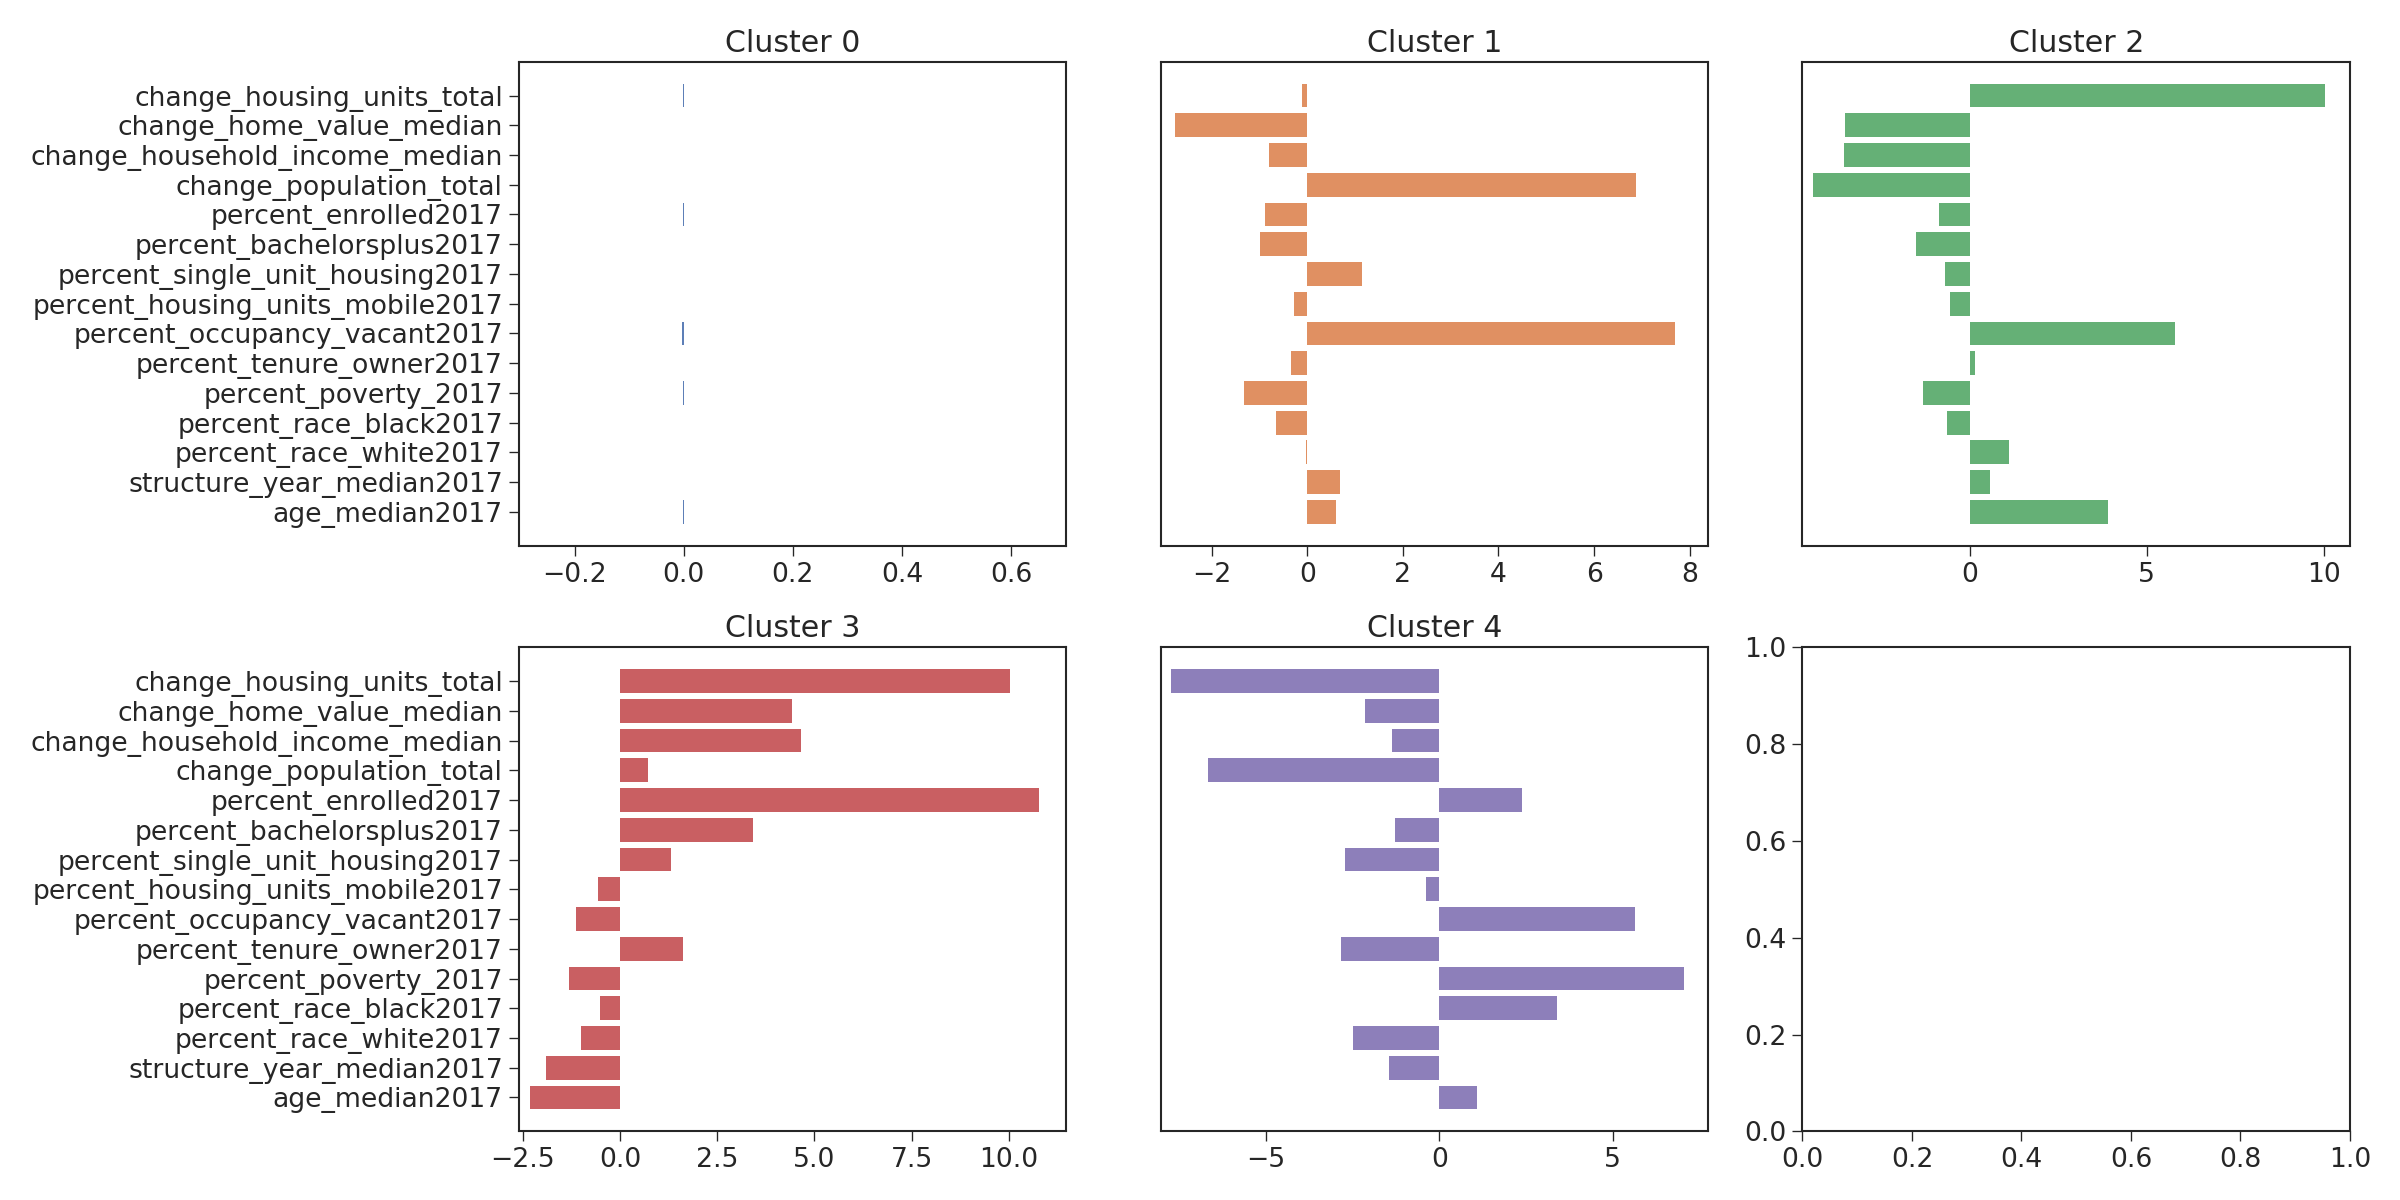 Cluster 0
Cluster 1
Cluster 2
change_housing_units_total
change_home_value_median
change_household_income_median
change_population_total
percent_enrolled2017
percent_bachelorsplus2017
percent_single_unit_housing2017
percent_housing_units_mobile2017
percent_occupancy_vacant2017
percent_tenure_owner2017
percent_poverty_2017
percent_race_black2017
percent_race_white2017
structure_year_median2017
age_median2017
−0.2 0.0 0.2 0.4 0.6
−2 0 2 4 6 8
0 5 10
Cluster 3
Cluster 4
change_housing_units_total
change_home_value_median
change_household_income_median
change_population_total
percent_enrolled2017
percent_bachelorsplus2017
percent_single_unit_housing2017
percent_housing_units_mobile2017
percent_occupancy_vacant2017
percent_tenure_owner2017
percent_poverty_2017
percent_race_black2017
percent_race_white2017
structure_year_median2017
age_median2017
−2.5 0.0 2.5 5.0 7.5 10.0
−5 0 5
1.0
0.8
0.6
0.4
0.2
0.0
0.0 0.2 0.4 0.6 0.8 1.0